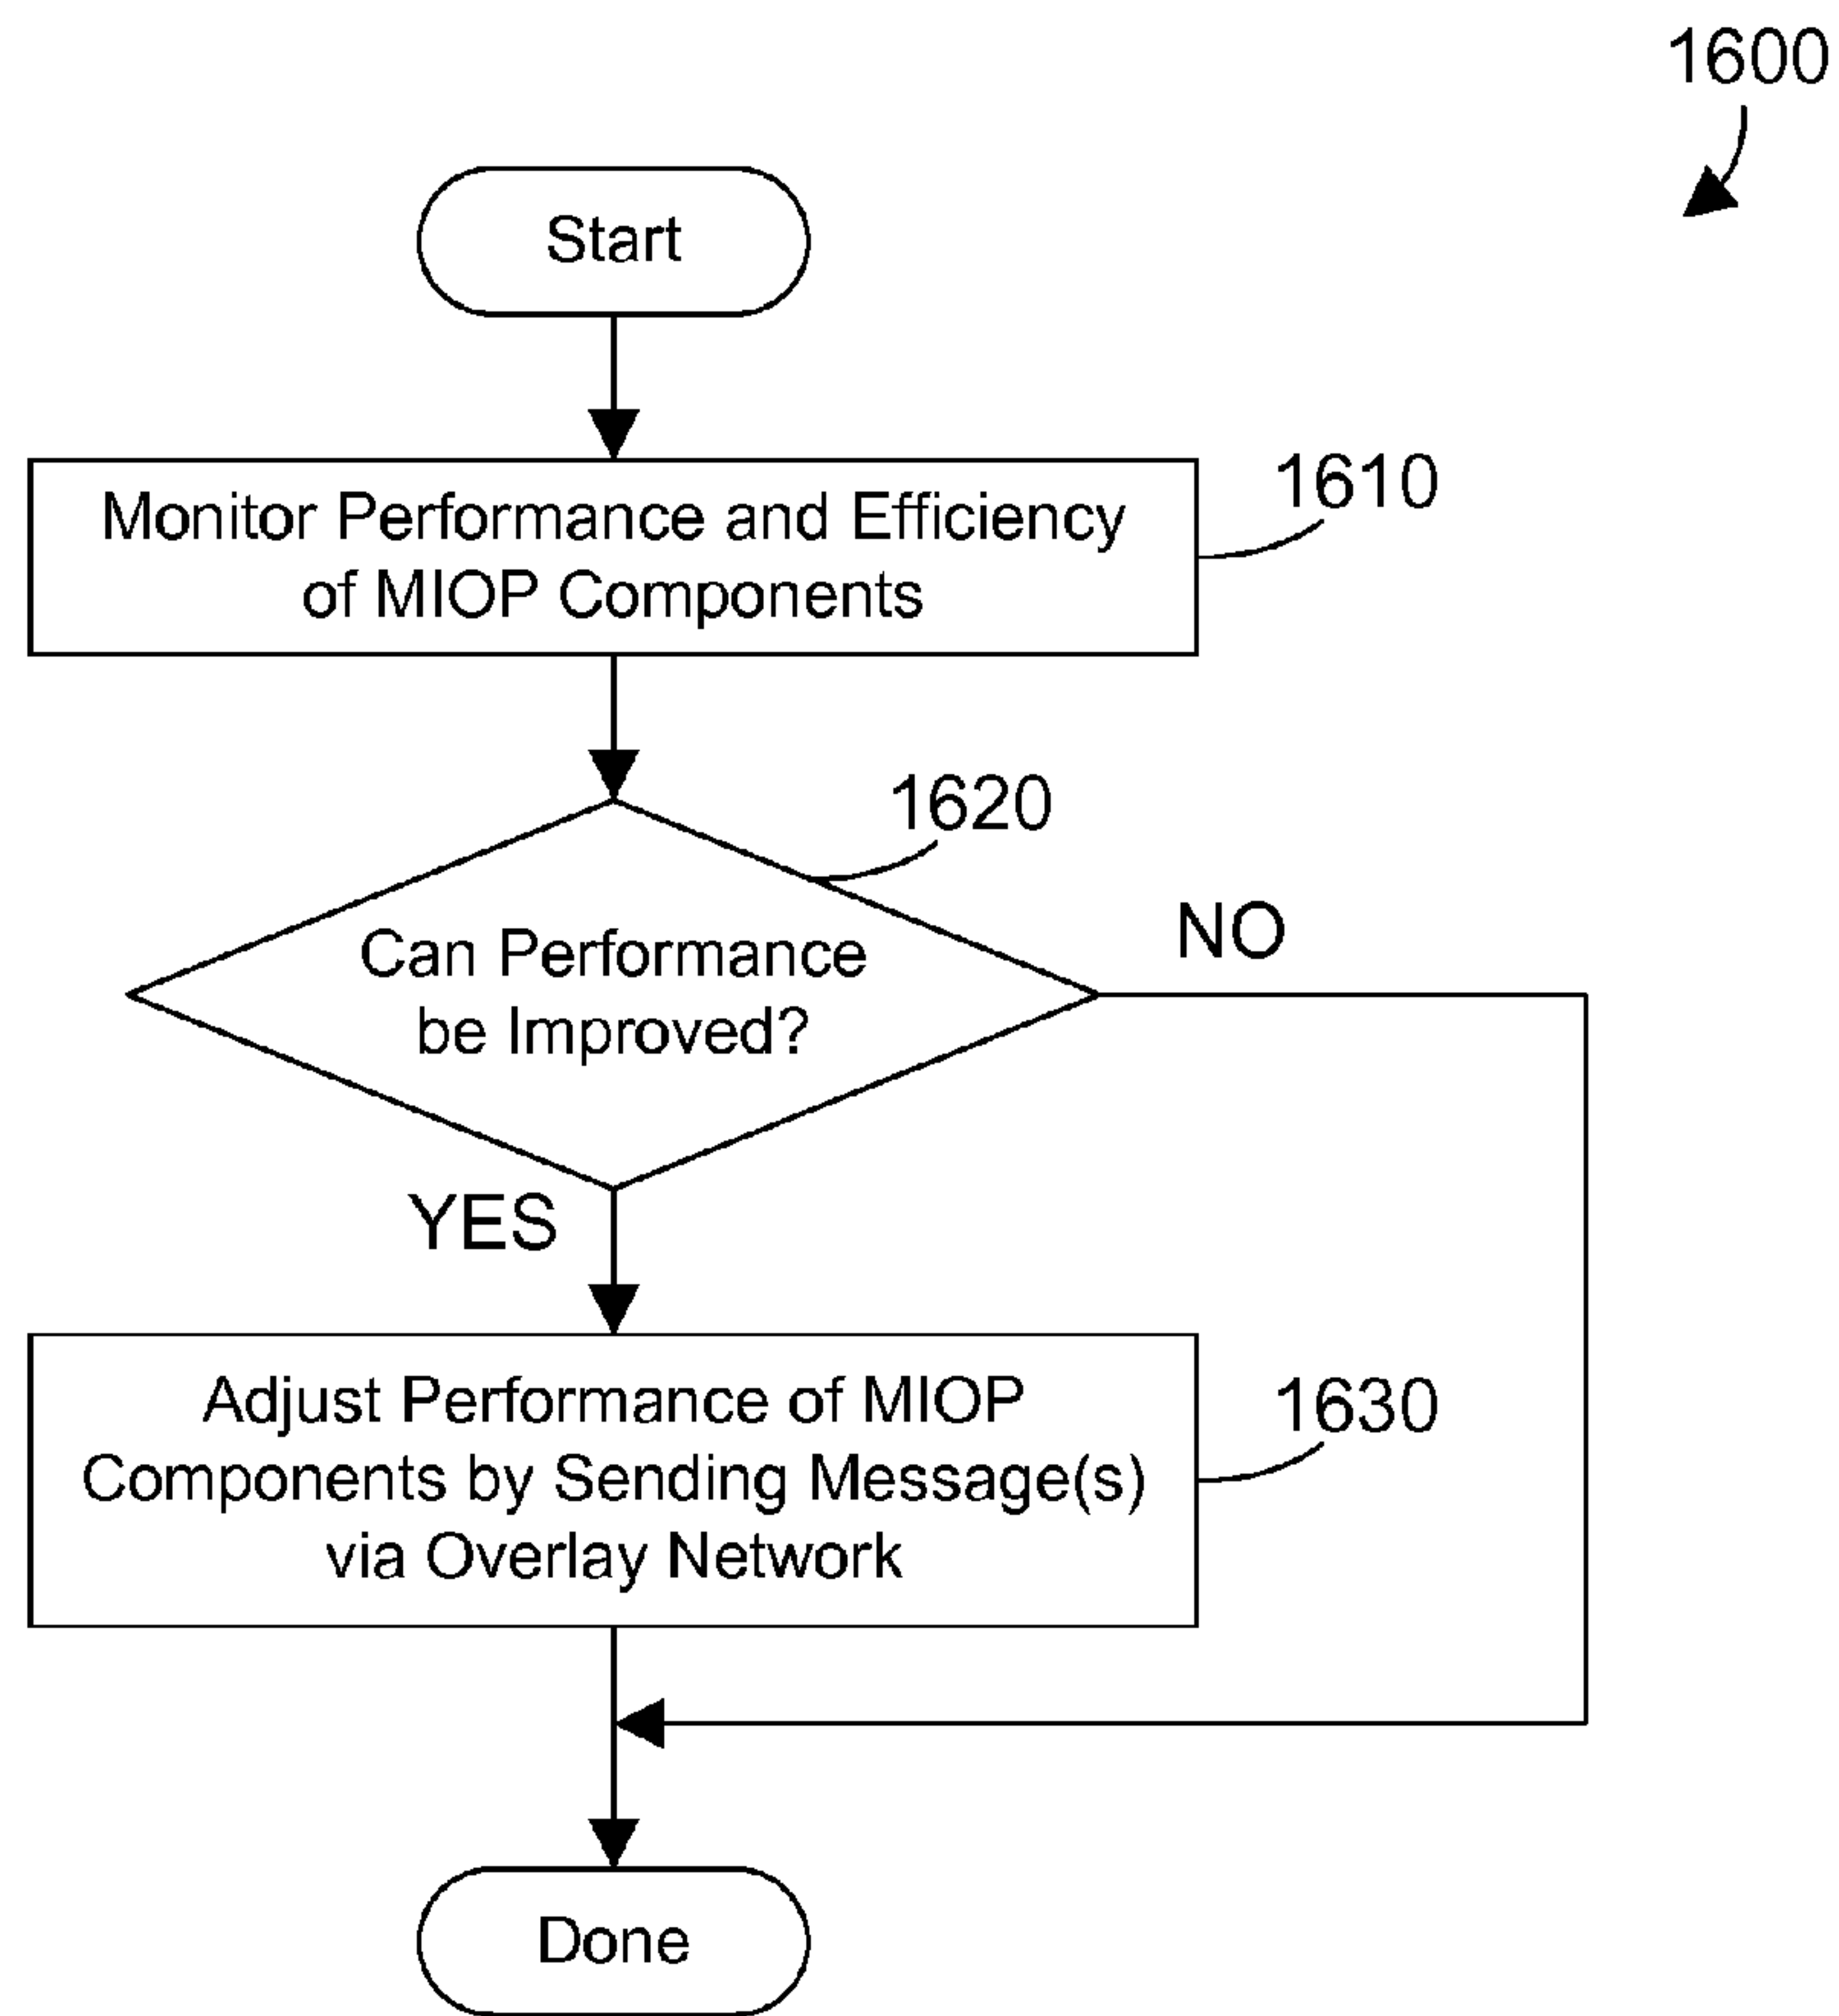 1600
Start
Monitor Performance and Efficiency
of MIOP Components
1610
1620
Can Performance
be Improved?
NO
YES
Adjust Performance of MIOP
Components by Sending Message(s)
via Overlay Network
1630
Done